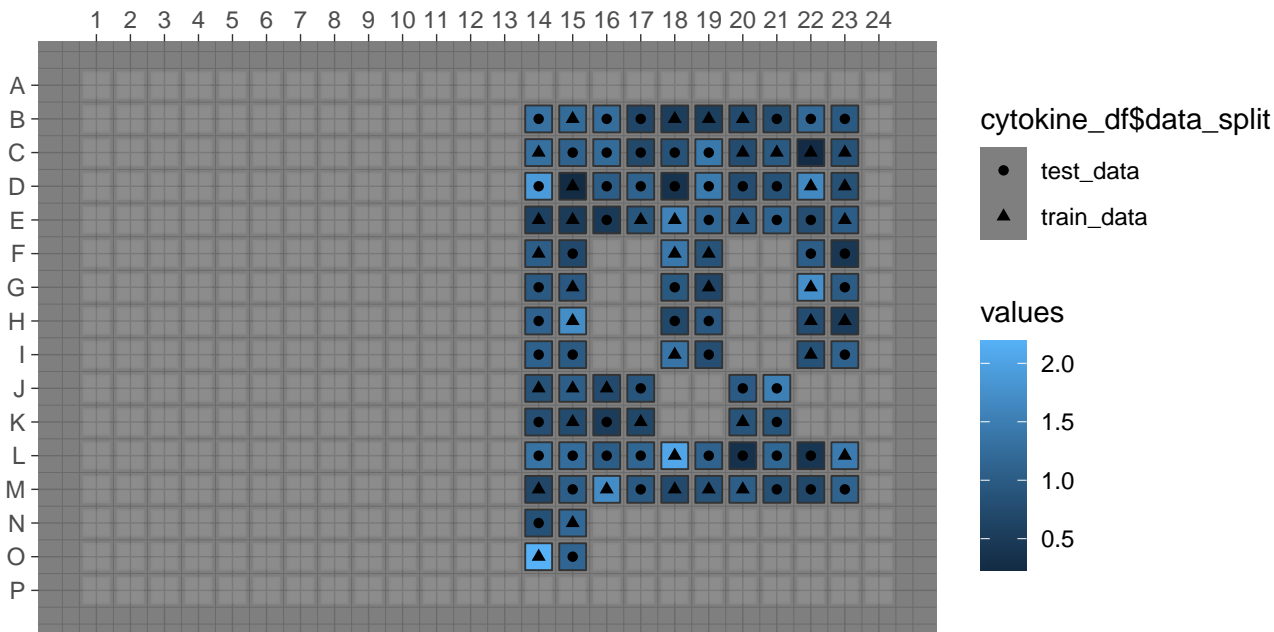 1 2 3 4 5 6 7 8 9 10 11 12 13 14 15 16 17 18 19 20 21 22 23 24
A
B
C
D
E
F
G
H
I
J
K
L
M
N
O
P
cytokine_df$data_split
test_data
train_data
values
2.0
1.5
1.0
0.5